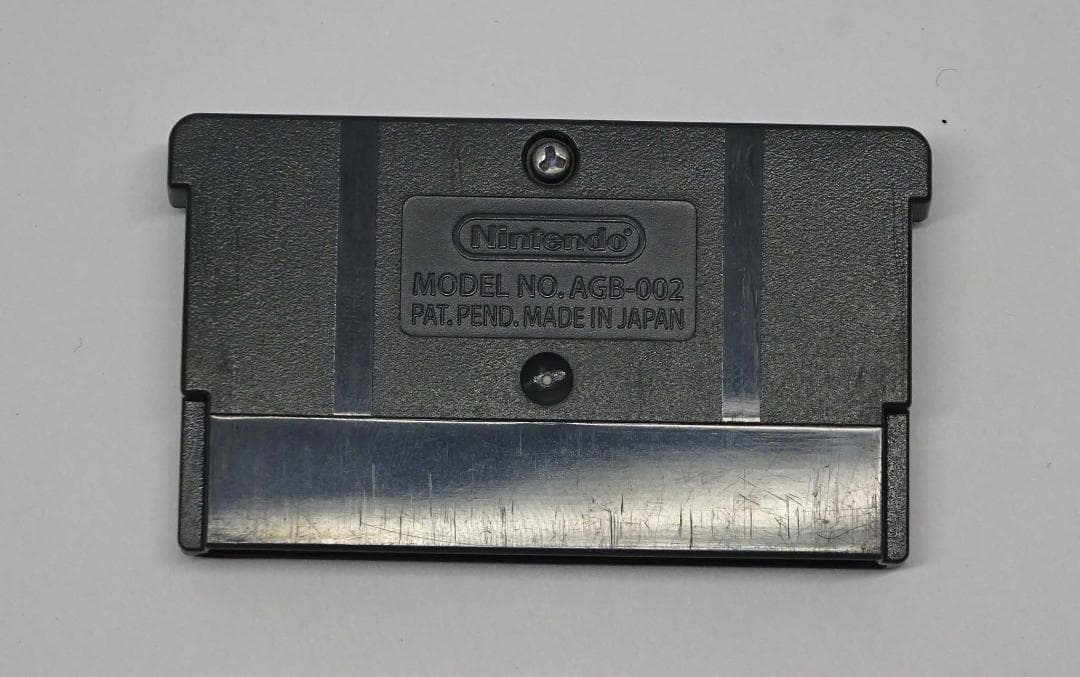 Nintendo®
MODEL NO. AGB-002
PAT. PEND. MADE IN JAPAN